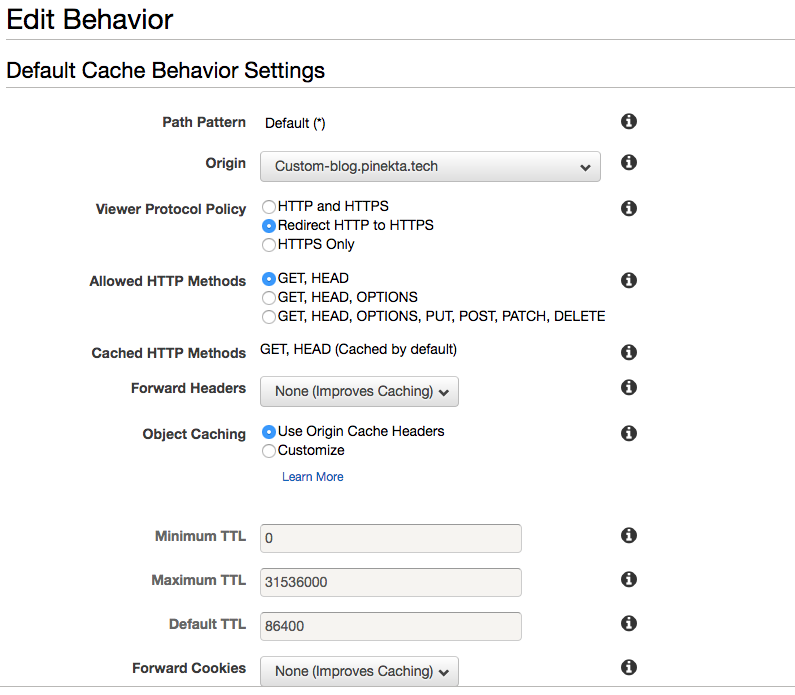 Edit Behavior
Default Cache Behavior Settings
Path Pattern Default (*)
Origin Custom-blog.pinekta.tech
Viewer Protocol Policy HTTP and HTTPS
Redirect HTTP to HTTPS
HTTPS Only
Allowed HTTP Methods GET, HEAD
GET, HEAD, OPTIONS
GET, HEAD, OPTIONS, PUT, POST, PATCH, DELETE
Cached HTTP Methods GET, HEAD (Cached by default)
Forward Headers None (Improves Caching)
Object Caching Use Origin Cache Headers
Customize
Learn More
Minimum TTL 0
Maximum TTL 31536000
Default TTL 86400
Forward Cookies None (Improves Caching)